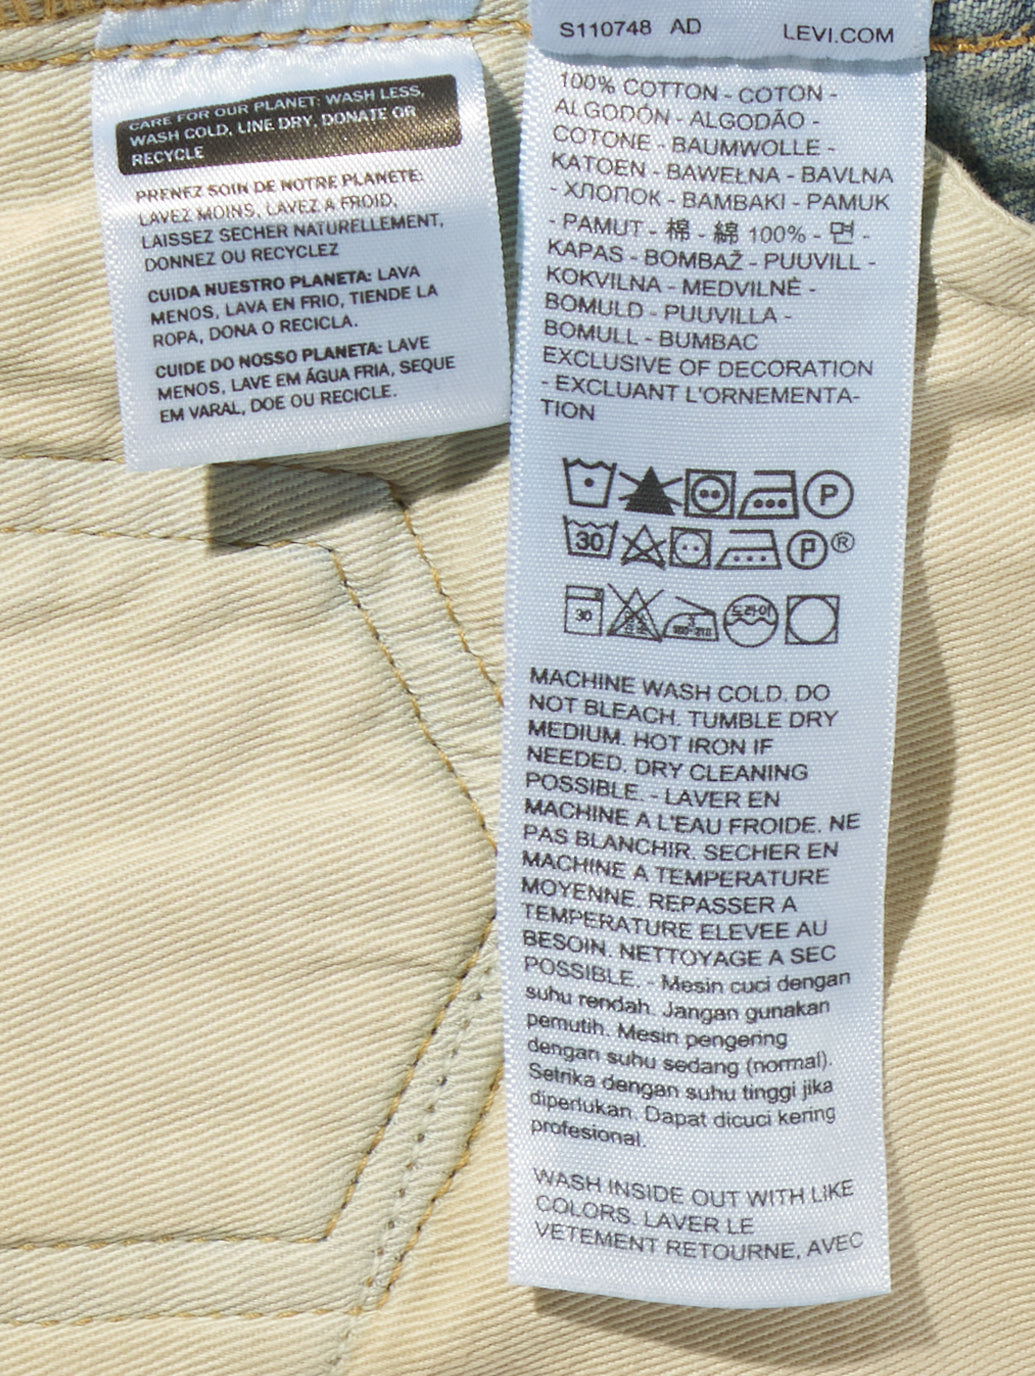 CARE FOR OUR PLANET: WASH LESS,
WASH COLD, LINE DRY, DONATE OR
RECYCLE
PRENEZ SOIN DE NOTRE PLANETE:
LAVEZ MOINS, LAVEZ A FROID,
LAISSEZ SECHER NATURELLEMENT,
DONNEZ OU RECYCLEZ
CUIDA NUESTRO PLANETA: LAVA
MENOS, LAVA EN FRIO, TIENDE LA
ROPA, DONA O RECICLA.
CUIDE DO NOSSO PLANETA: LAVE
MENOS, LAVE EM ÁGUA FRIA, SEQUE
EM VARAL, DOE OU RECICLE.
S110748 AD LEVI.COM
100% COTTON - COTON -
ALGODÓN - ALGODÃO -
COTONE - BAUMWOLLE -
KATOEN - BAWEŁNA - BAVLNA
- ХЛОПОК - BAMBAKI - PAMUK
- PAMUT - 棉 - 綿 100% - 면 -
KAPAS - BOMBAŽ - PUUVILL -
KOKVILNA - MEDVILNĖ -
BOMULD - PUUVILLA -
BOMULL - BUMBAC
EXCLUSIVE OF DECORATION
- EXCLUANT L'ORNEMENTA-
TION
P
30 P ®
30 드라이
MACHINE WASH COLD. DO
NOT BLEACH. TUMBLE DRY
MEDIUM. HOT IRON IF
NEEDED. DRY CLEANING
POSSIBLE. - LAVER EN
MACHINE A L'EAU FROIDE. NE
PAS BLANCHIR. SECHER EN
MACHINE A TEMPERATURE
MOYENNE. REPASSER A
TEMPERATURE ELEVEE AU
BESOIN. NETTOYAGE A SEC
POSSIBLE. - Mesin cuci dengan
suhu rendah. Jangan gunakan
pemutih. Mesin pengering
dengan suhu sedang (normal).
Setrika dengan suhu tinggi jika
diperlukan. Dapat dicuci kering
profesional.
WASH INSIDE OUT WITH LIKE
COLORS. LAVER LE
VETEMENT RETOURNE, AVEC